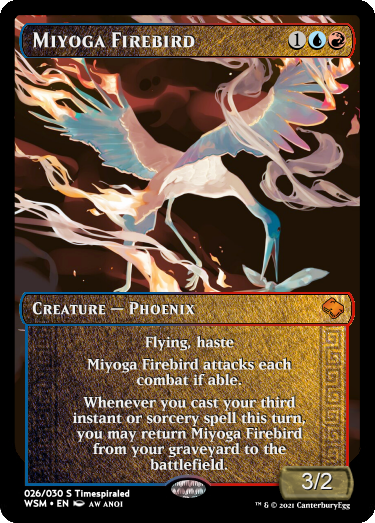 Miyoga Firebird 1
Creature — Phoenix
Flying, haste
Miyoga Firebird attacks each
combat if able.
Whenever you cast your third
instant or sorcery spell this turn,
you may return Miyoga Firebird
from your graveyard to the
battlefield.
3/2
026/030 S Timespiraled
WSM • EN AW ANOI
™ & © 2021 CanterburyEgg